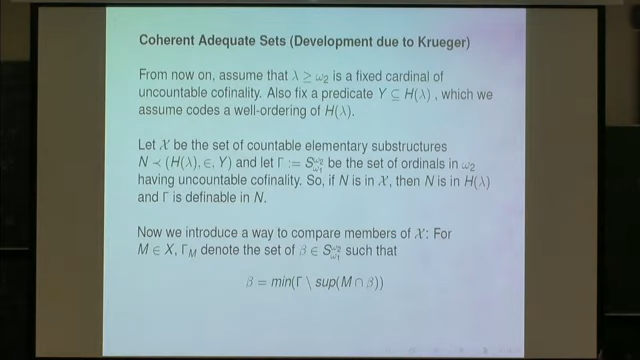 Coherent Adequate Sets (Development due to Krueger)
From now on, assume that λ ≥ ω₂ is a fixed cardinal of
uncountable cofinality. Also fix a predicate Y ⊆ H(λ) , which we
assume codes a well-ordering of H(λ).
Let 𝒳 be the set of countable elementary substructures
N ≺ (H(λ), ∈, Y) and let Γ := S^{ω₂}_{ω₁} be the set of ordinals in ω₂
having uncountable cofinality. So, if N is in 𝒳, then N is in H(λ)
and Γ is definable in N.
Now we introduce a way to compare members of 𝒳: For
M ∈ X, Γ_M denote the set of β ∈ S^{ω₂}_{ω₁} such that
β = min(Γ \ sup(M ∩ β))